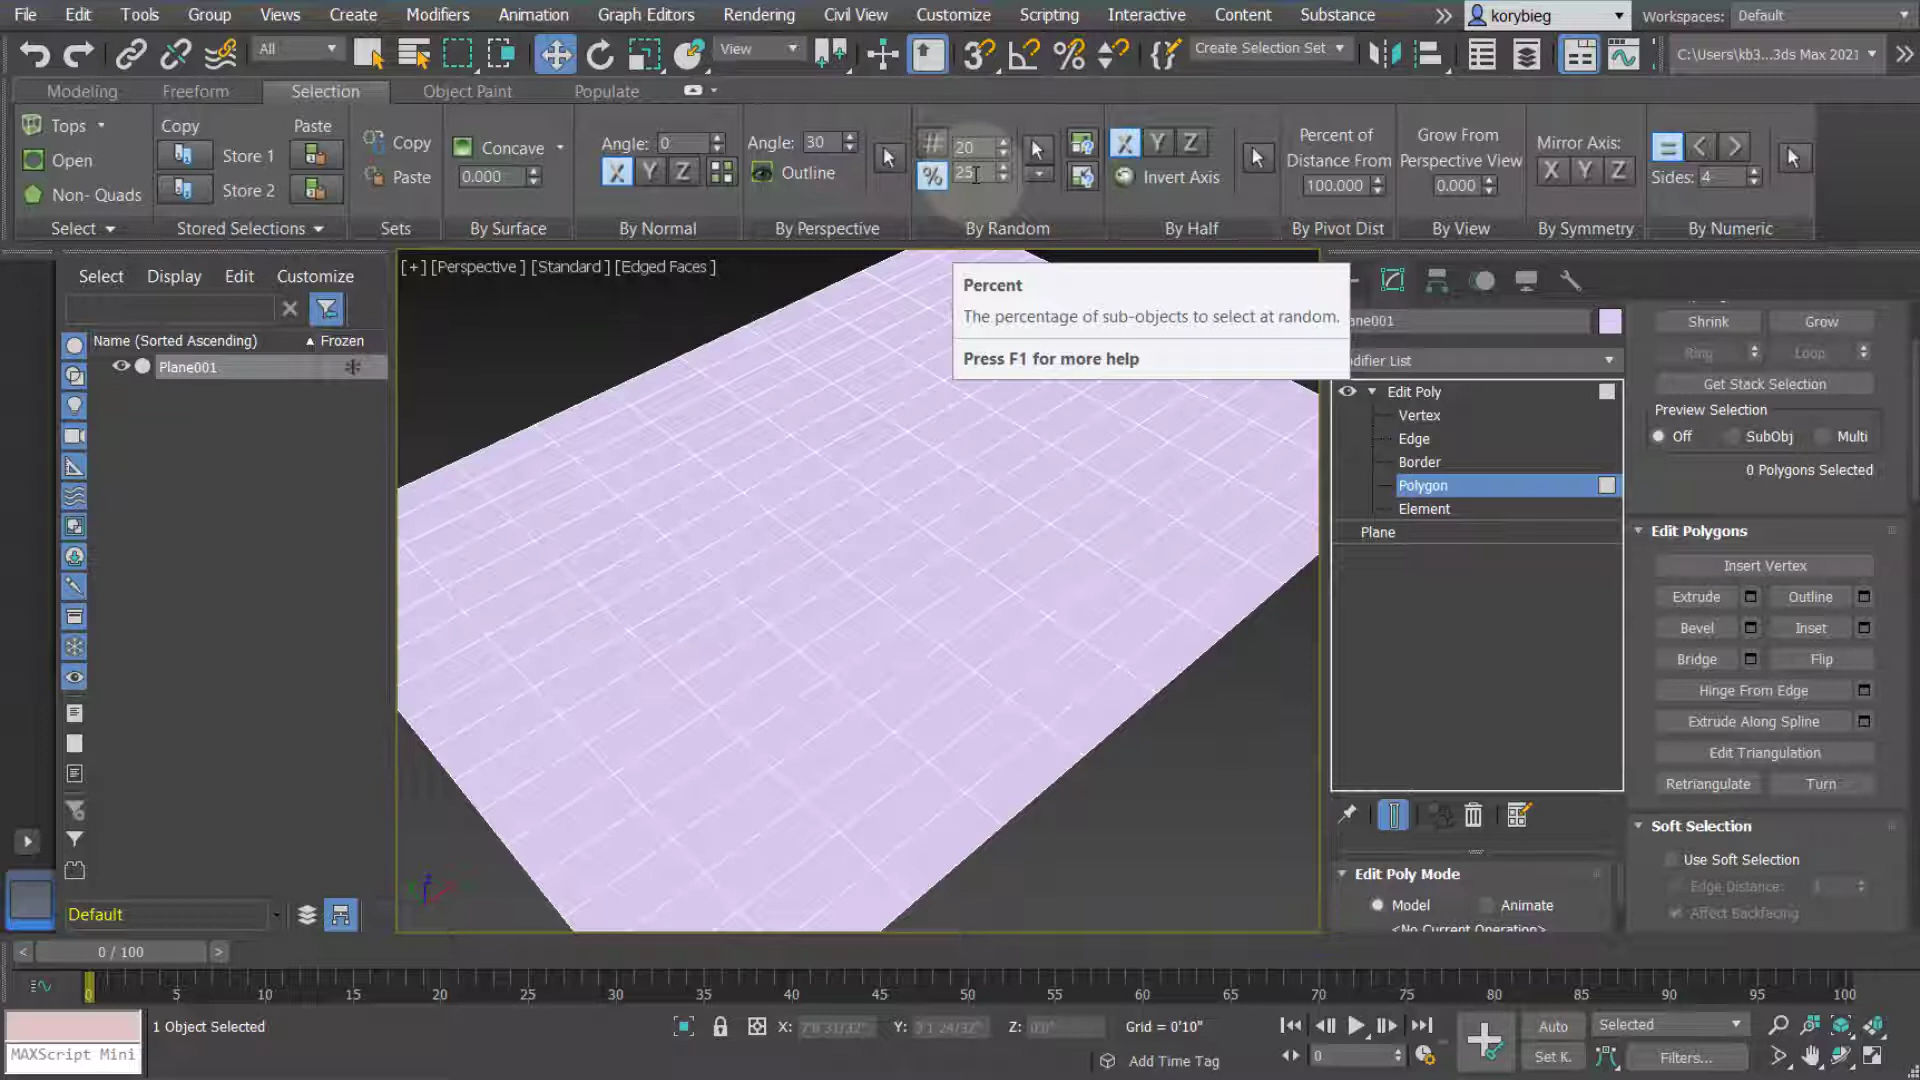 File Edit Tools Group Views Create Modifiers Animation Graph Editors Rendering Civil View Customize Scripting Interactive Content Substance korybieg Workspaces: Default
All View Create Selection Set C:\Users\kb3...3ds Max 2021
Modeling Freeform Selection Object Paint Populate
Tops Copy Paste Copy Concave Angle: 0 Angle: 30 20 X Y Z Percent of Grow From Mirror Axis:
Open Store 1 Outline Distance From Perspective View
Non- Quads Store 2 Paste 0.000 X Y Z 25 Invert Axis 100.000 0.000 X Y Z Sides: 4
Select Stored Selections Sets By Surface By Normal By Perspective By Random By Half By Pivot Dist By View By Symmetry By Numeric
Select Display Edit Customize
Name (Sorted Ascending) Frozen
Plane001
Default
[+] [Perspective ] [Standard ] [Edged Faces ]
Percent
The percentage of sub-objects to select at random.
Press F1 for more help
ane001
odifier List
Edit Poly
Vertex
Edge
Border
Polygon
Element
Plane
Edit Poly Mode
Model Animate
<No Current Operation>
Shrink Grow
Ring Loop
Get Stack Selection
Preview Selection
Off SubObj Multi
0 Polygons Selected
Edit Polygons
Insert Vertex
Extrude Outline
Bevel Inset
Bridge Flip
Hinge From Edge
Extrude Along Spline
Edit Triangulation
Retriangulate Turn
Soft Selection
Use Soft Selection
Edge Distance: 1
Affect Backfacing
< 0 / 100 >
0 5 10 15 20 25 30 35 40 45 50 55 60 65 70 75 80 85 90 95 100
MAXScript Mini
1 Object Selected X: Y: Z: 0'0" Grid = 0'10" Auto Selected
Add Time Tag 0 Set K. Filters...